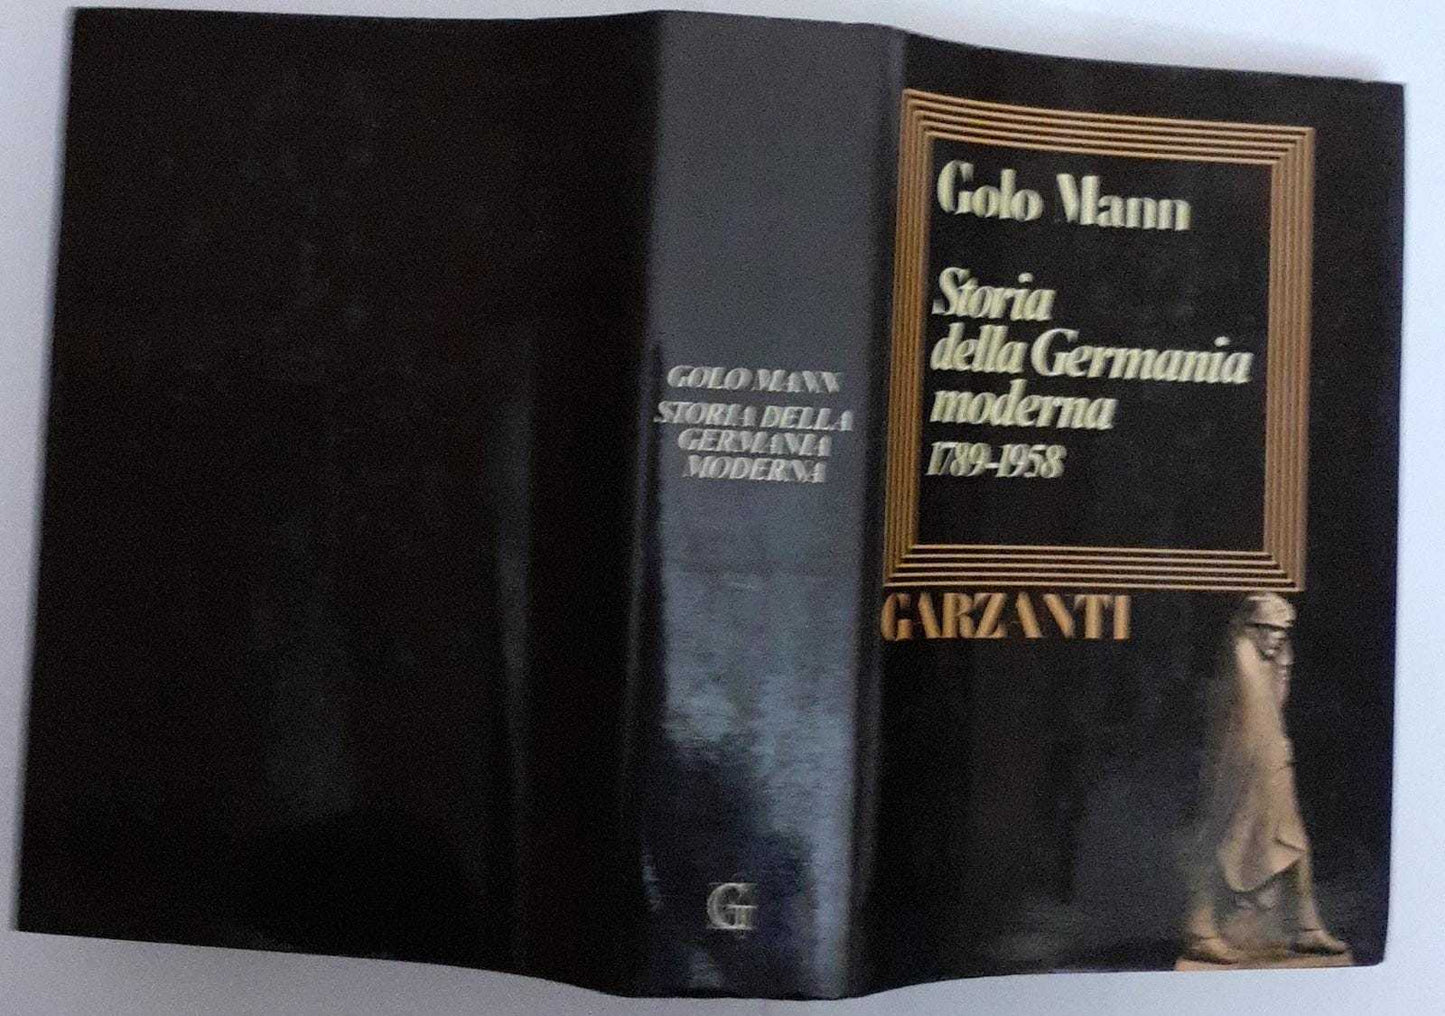 GOLO MANN
STORIA DELLA
GERMANIA
MODERNA
G
Golo Mann
Storia
della Germania
moderna
1789-1958
GARZANTI